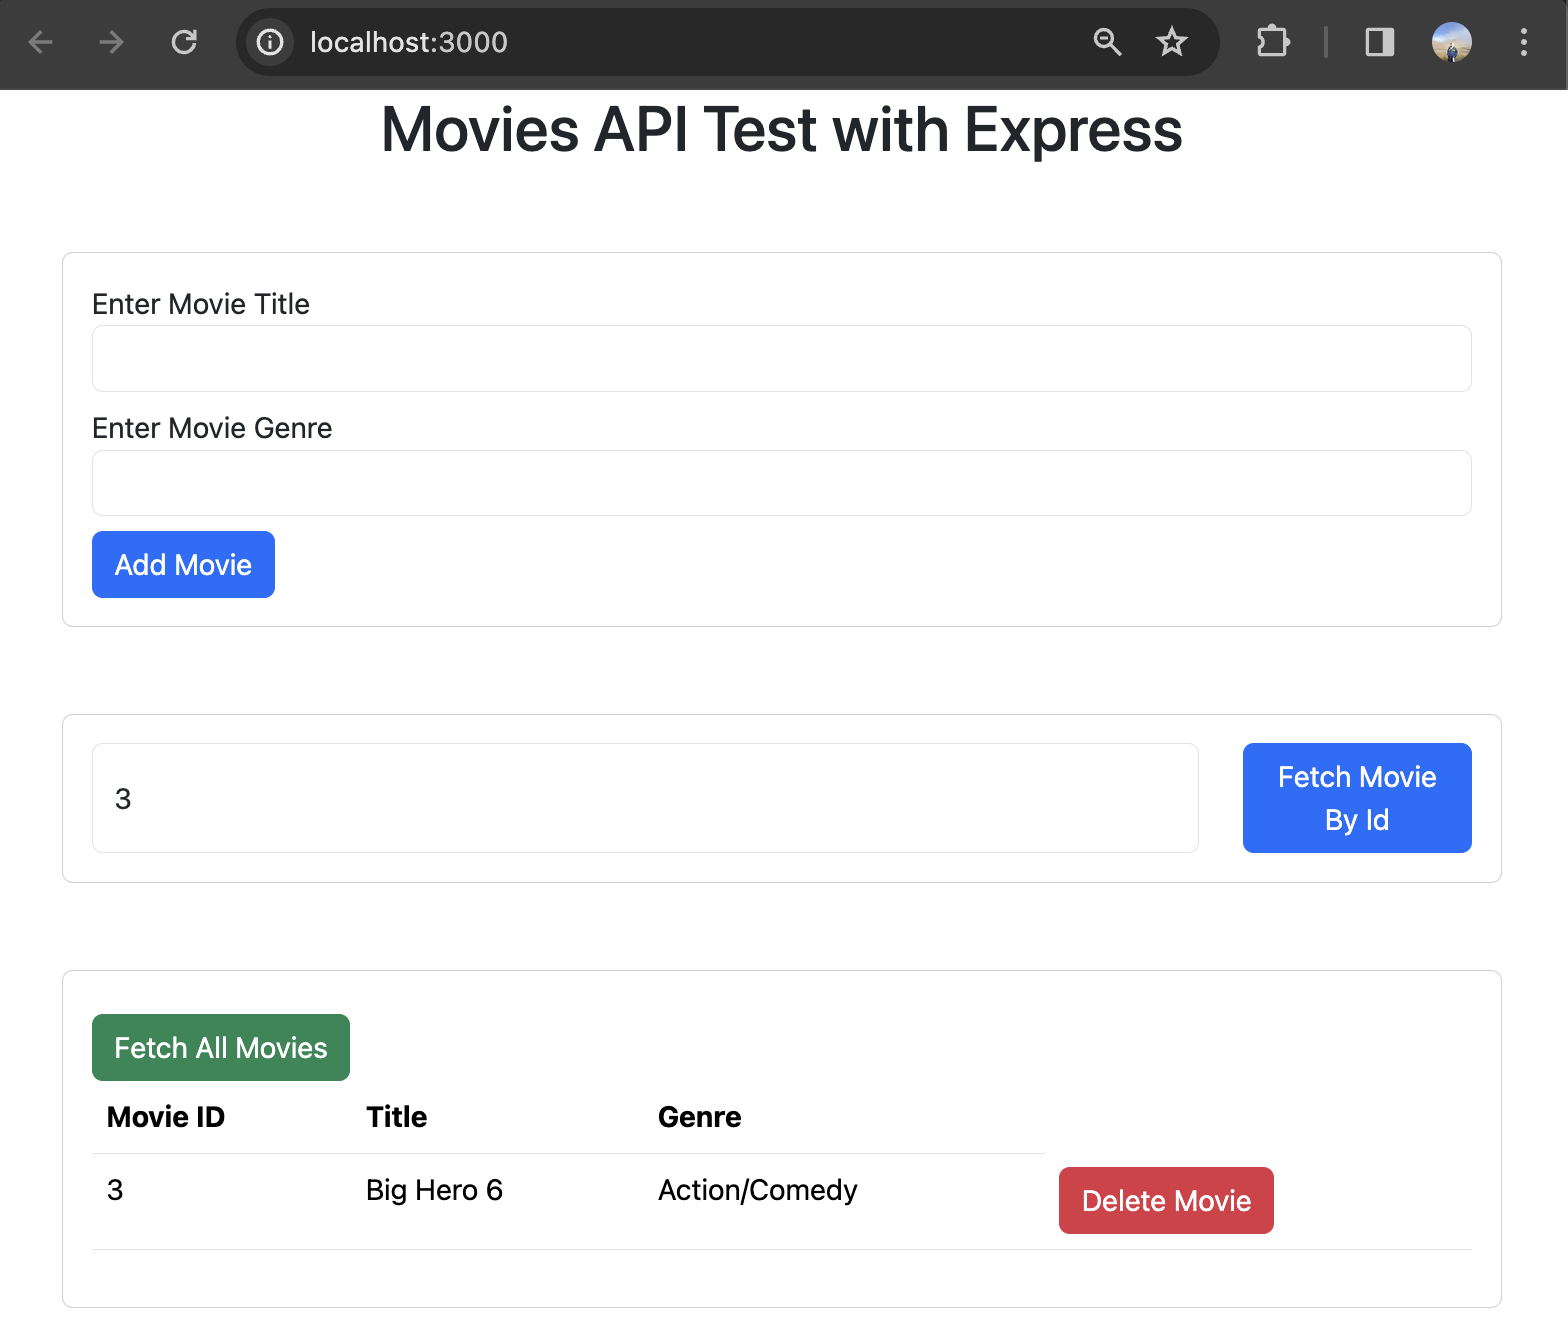 localhost:3000
Movies API Test with Express
Enter Movie Title
Enter Movie Genre
Add Movie
3
Fetch Movie
By Id
Fetch All Movies
Movie ID Title Genre
3 Big Hero 6 Action/Comedy Delete Movie